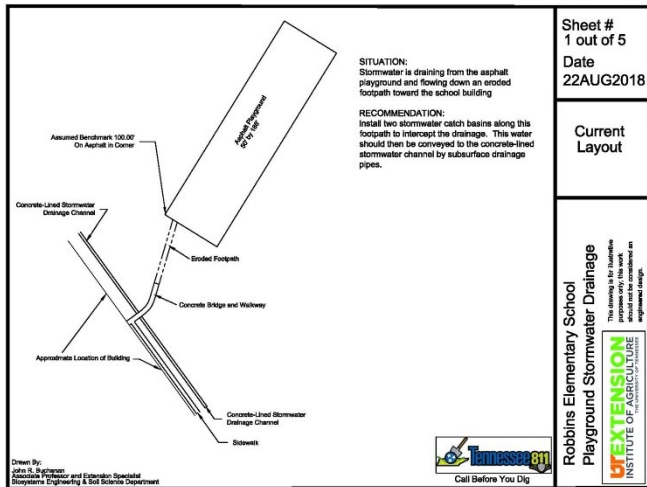 Sheet #
1 out of 5
Date
22AUG2018
Current
Layout
Robbins Elementary School
Playground Stormwater Drainage
This drawing is for illustrative
purposes only, this work
should not be considered an
engineered design.
UT EXTENSION
INSTITUTE OF AGRICULTURE
THE UNIVERSITY OF TENNESSEE
SITUATION:
Stormwater is draining from the asphalt
playground and flowing down an eroded
footpath toward the school building
RECOMMENDATION:
Install two stormwater catch basins along this
footpath to intercept the drainage. This water
should then be conveyed to the concrete-lined
stormwater channel by subsurface drainage
pipes.
Asphalt Playground
50' by 186'
Assumed Benchmark 100.00'
On Asphalt in Corner
Concrete-Lined Stormwater
Drainage Channel
Eroded Footpath
Concrete Bridge and Walkway
Approximate Location of Building
Concrete-Lined Stormwater
Drainage Channel
Sidewalk
Drawn By:
John R. Buchanan
Associate Professor and Extension Specialist
Biosystems Engineering & Soil Science Department
Tennessee 811
Call Before You Dig